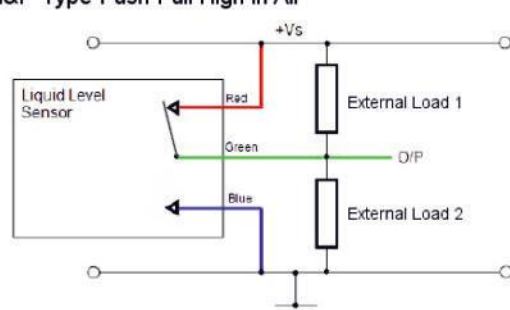 Type Push-Pull High in Air
+Vs
Liquid Level
Sensor
Red
External Load 1
Green
O/P
Blue
External Load 2